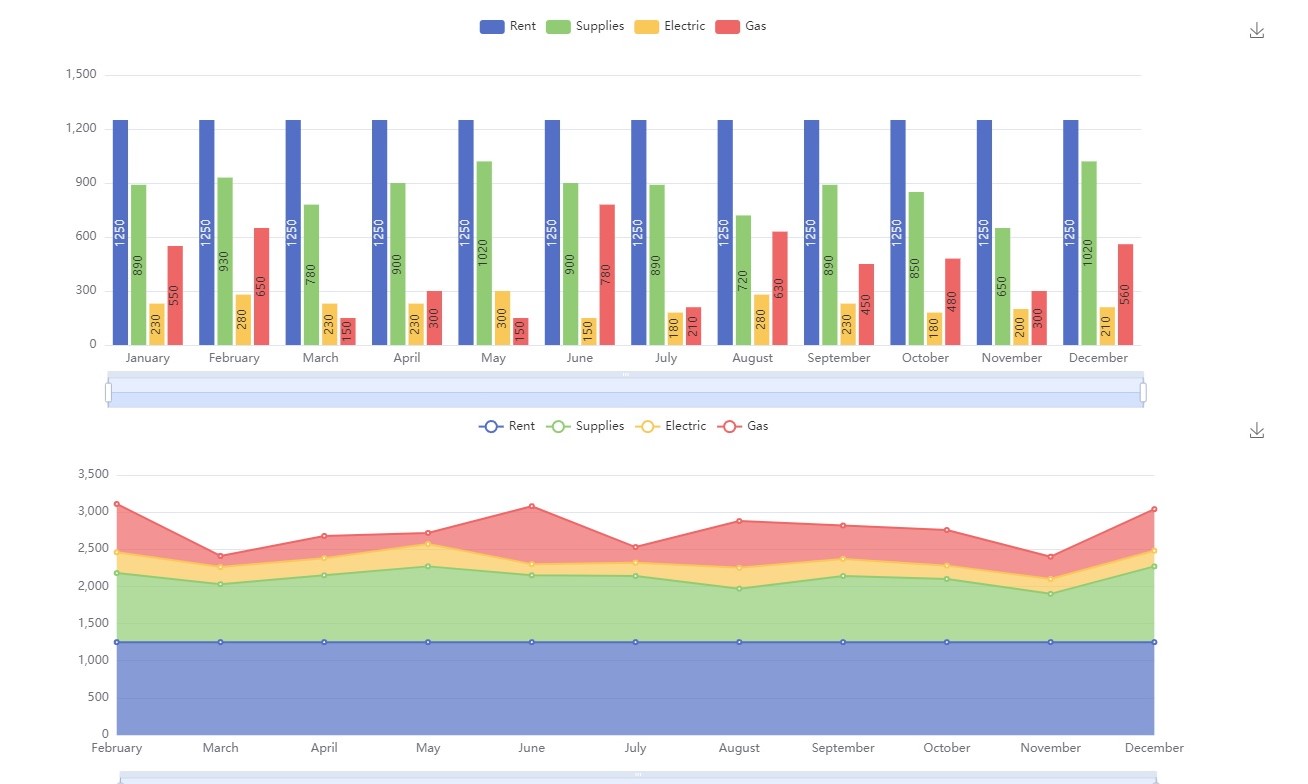 Rent Supplies Electric Gas
1,500
1,200
900
600
300
0
1250 890 230 550
1250 930 280 650
1250 780 230 150
1250 900 230 300
1250 1020 300 150
1250 900 150 780
1250 890 180 210
1250 720 280 630
1250 890 230 450
1250 850 180 480
1250 650 200 300
1250 1020 210 560
January February March April May June July August September October November December
Rent Supplies Electric Gas
3,500
3,000
2,500
2,000
1,500
1,000
500
0
February March April May June July August September October November December